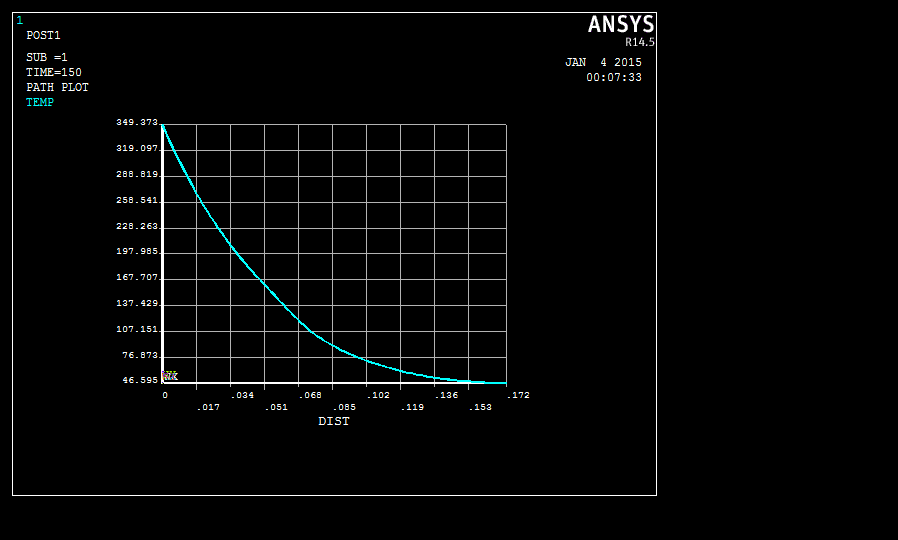 1
ANSYS
R14.5
POST1
SUB =1
TIME=150
PATH PLOT
TEMP
JAN  4 2015
00:07:33
349.373
319.097
288.819
258.541
228.263
197.985
167.707
137.429
107.151
76.873
46.595
0 .034 .068 .102 .136 .172
.017 .051 .085 .119 .153
DIST